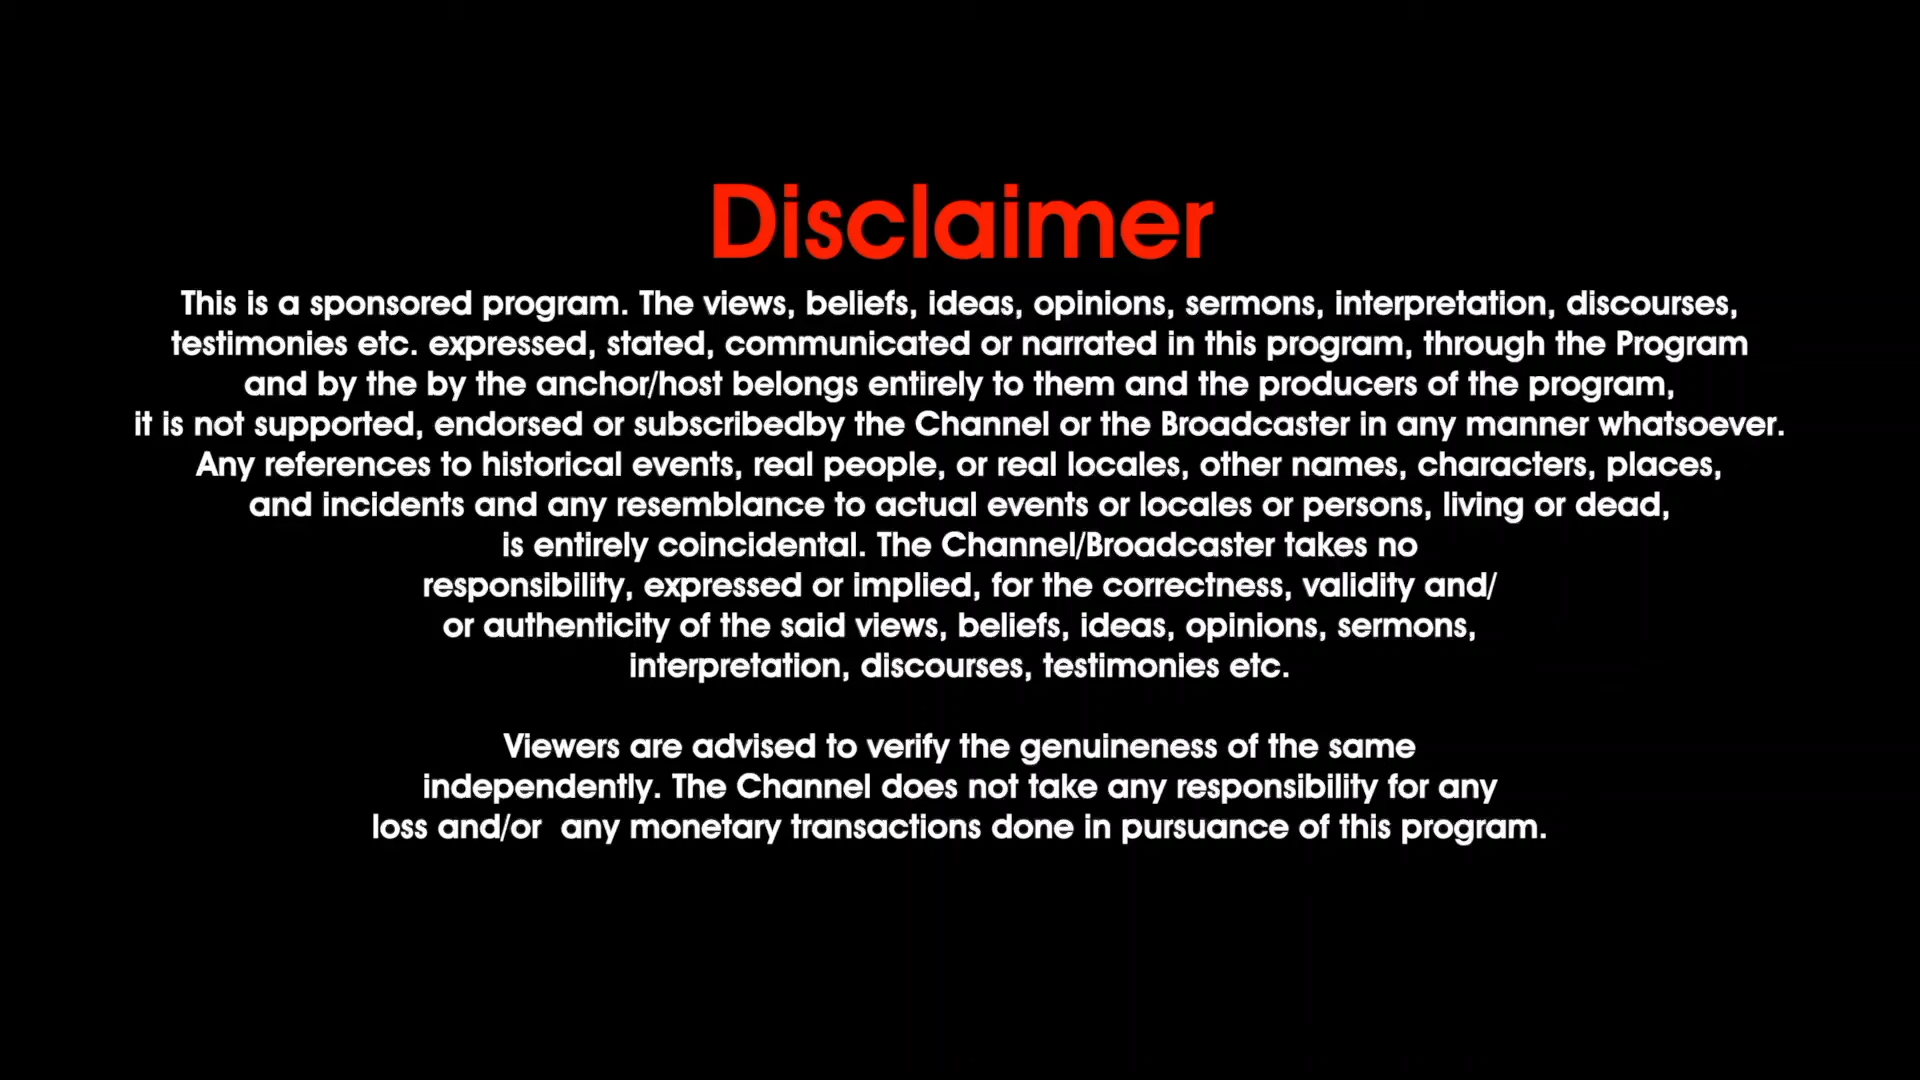 Disclaimer
This is a sponsored program. The views, beliefs, ideas, opinions, sermons, interpretation, discourses,
testimonies etc. expressed, stated, communicated or narrated in this program, through the Program
and by the by the anchor/host belongs entirely to them and the producers of the program,
it is not supported, endorsed or subscribedby the Channel or the Broadcaster in any manner whatsoever.
Any references to historical events, real people, or real locales, other names, characters, places,
and incidents and any resemblance to actual events or locales or persons, living or dead,
is entirely coincidental. The Channel/Broadcaster takes no
responsibility, expressed or implied, for the correctness, validity and/
or authenticity of the said views, beliefs, ideas, opinions, sermons,
interpretation, discourses, testimonies etc.
Viewers are advised to verify the genuineness of the same
independently. The Channel does not take any responsibility for any
loss and/or  any monetary transactions done in pursuance of this program.